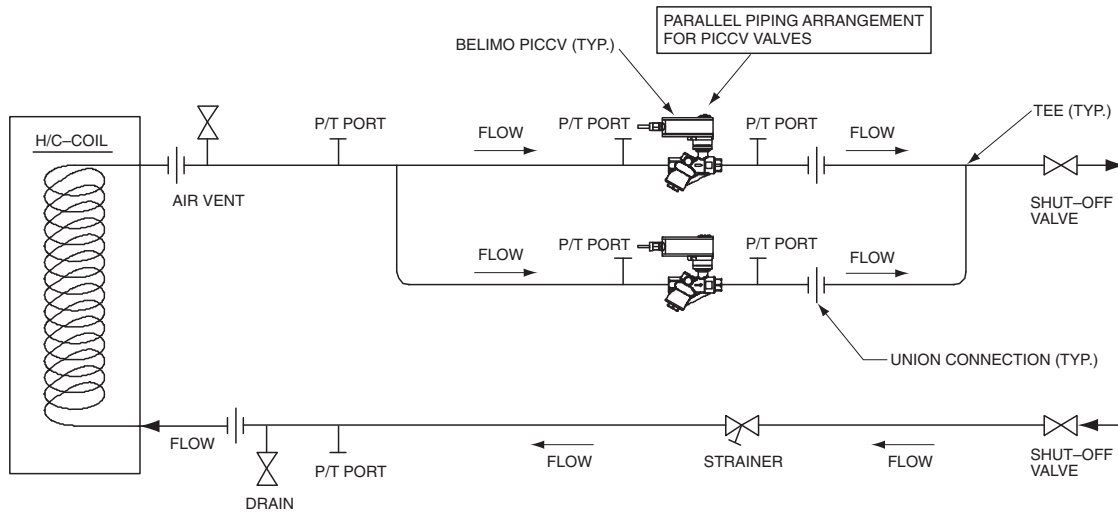 PARALLEL PIPING ARRANGEMENT
FOR PICCV VALVES
BELIMO PICCV (TYP.)
H/C–COIL
P/T PORT
FLOW
P/T PORT
P/T PORT
FLOW
TEE (TYP.)
AIR VENT
SHUT–OFF
VALVE
P/T PORT
P/T PORT
FLOW
FLOW
UNION CONNECTION (TYP.)
FLOW
P/T PORT
FLOW
STRAINER
FLOW
SHUT–OFF
VALVE
DRAIN